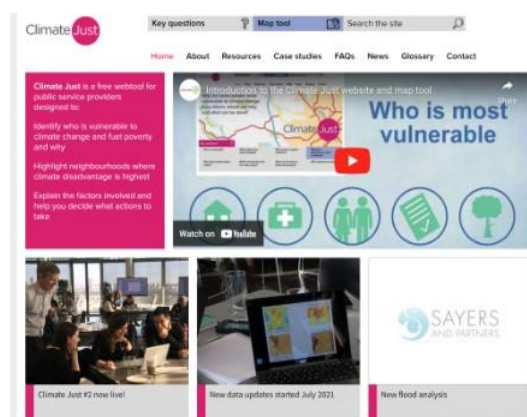 Climate Just
Key questions ? Map tool Search the site
Home About Resources Case studies FAQs News Glossary Contact
Climate Just is a free webtool for
public service providers
designed to:
Identify who is vulnerable to
climate change and fuel poverty
and why
Highlight neighbourhoods where
climate disadvantage is highest
Explain the factors involved and
help you decide what actions to
take
Introduction to the Climate Just website and map tool
Share
Climate Just
Who is most
vulnerable
Watch on YouTube
SAYERS
AND PARTNERS
Climate Just #2 now live!
New data updates started July 2021
New flood analysis